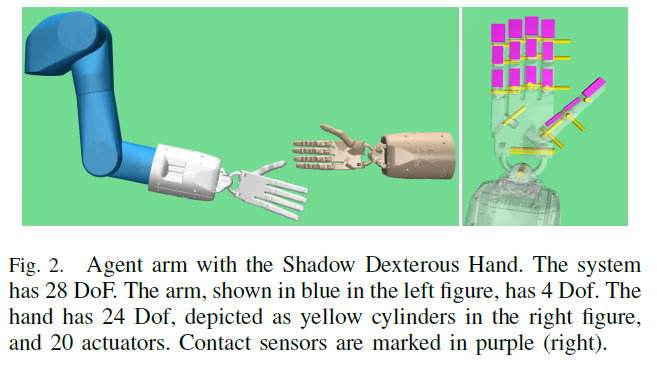 Fig. 2. Agent arm with the Shadow Dexterous Hand. The system
has 28 DoF. The arm, shown in blue in the left figure, has 4 Dof. The
hand has 24 Dof, depicted as yellow cylinders in the right figure,
and 20 actuators. Contact sensors are marked in purple (right).